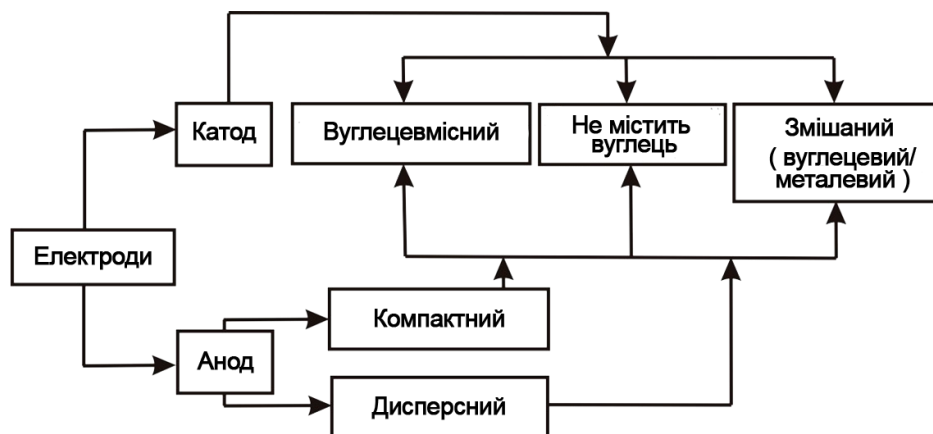 Катод
Вуглецевмісний
Не містить
вуглець
Змішаний
( вуглецевий/
металевий )
Електроди
Компактний
Анод
Дисперсний